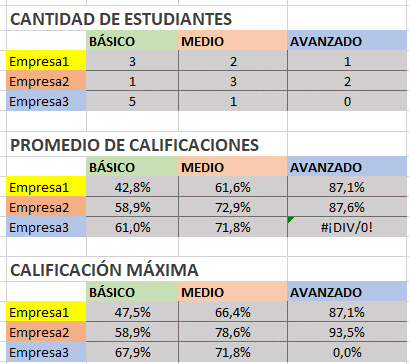 CANTIDAD DE ESTUDIANTES
BÁSICO MEDIO AVANZADO
Empresa1 3 2 1
Empresa2 1 3 2
Empresa3 5 1 0
PROMEDIO DE CALIFICACIONES
BÁSICO MEDIO AVANZADO
Empresa1 42,8% 61,6% 87,1%
Empresa2 58,9% 72,9% 87,6%
Empresa3 61,0% 71,8% #¡DIV/0!
CALIFICACIÓN MÁXIMA
BÁSICO MEDIO AVANZADO
Empresa1 47,5% 66,4% 87,1%
Empresa2 58,9% 78,6% 93,5%
Empresa3 67,9% 71,8% 0,0%